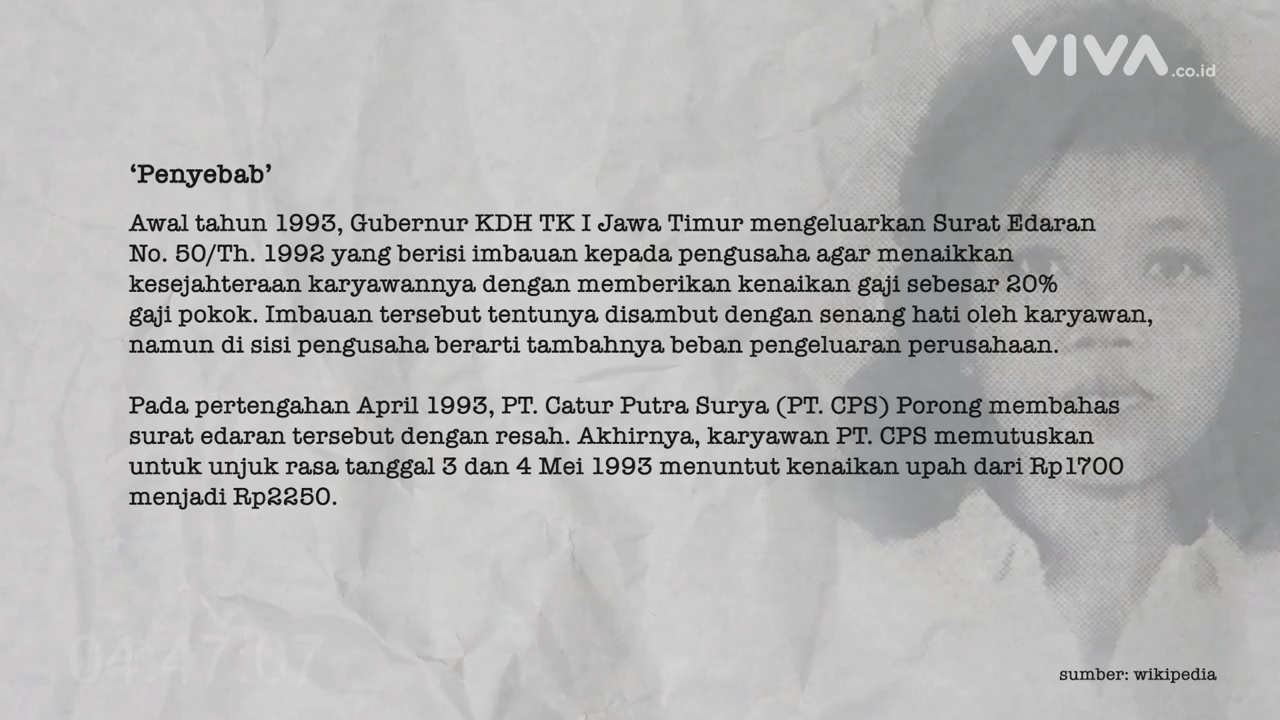 VIVA.co.id
‘Penyebab’
Awal tahun 1993, Gubernur KDH TK I Jawa Timur mengeluarkan Surat Edaran
No. 50/Th. 1992 yang berisi imbauan kepada pengusaha agar menaikkan
kesejahteraan karyawannya dengan memberikan kenaikan gaji sebesar 20%
gaji pokok. Imbauan tersebut tentunya disambut dengan senang hati oleh karyawan,
namun di sisi pengusaha berarti tambahnya beban pengeluaran perusahaan.
Pada pertengahan April 1993, PT. Catur Putra Surya (PT. CPS) Porong membahas
surat edaran tersebut dengan resah. Akhirnya, karyawan PT. CPS memutuskan
untuk unjuk rasa tanggal 3 dan 4 Mei 1993 menuntut kenaikan upah dari Rp1700
menjadi Rp2250.
04:47:07
sumber: wikipedia